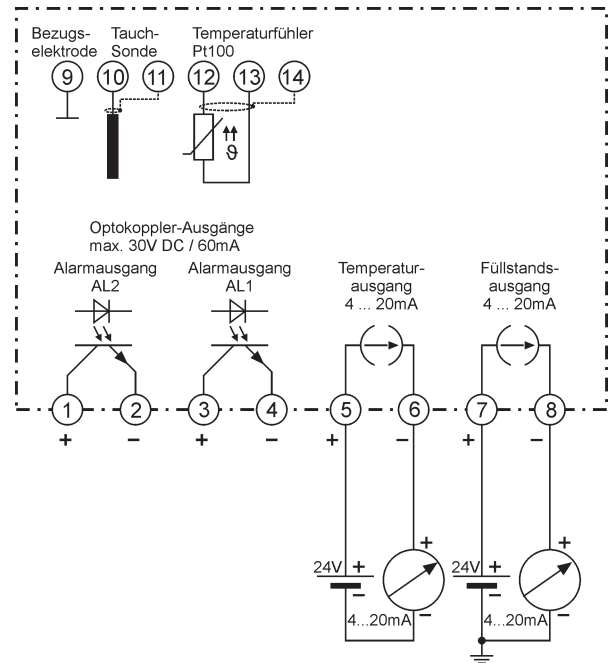 Bezugs-
elektrode
Tauch-
Sonde
Temperaturfühler
Pt100
9 10 11 12 13 14
ϑ
Optokoppler-Ausgänge
max. 30V DC / 60mA
Alarmausgang
AL2
Alarmausgang
AL1
Temperatur-
ausgang
4 ... 20mA
Füllstands-
ausgang
4 ... 20mA
1 2 3 4 5 6 7 8
+ − + − + − + −
24V + − + −
4...20mA
24V + − + −
4...20mA